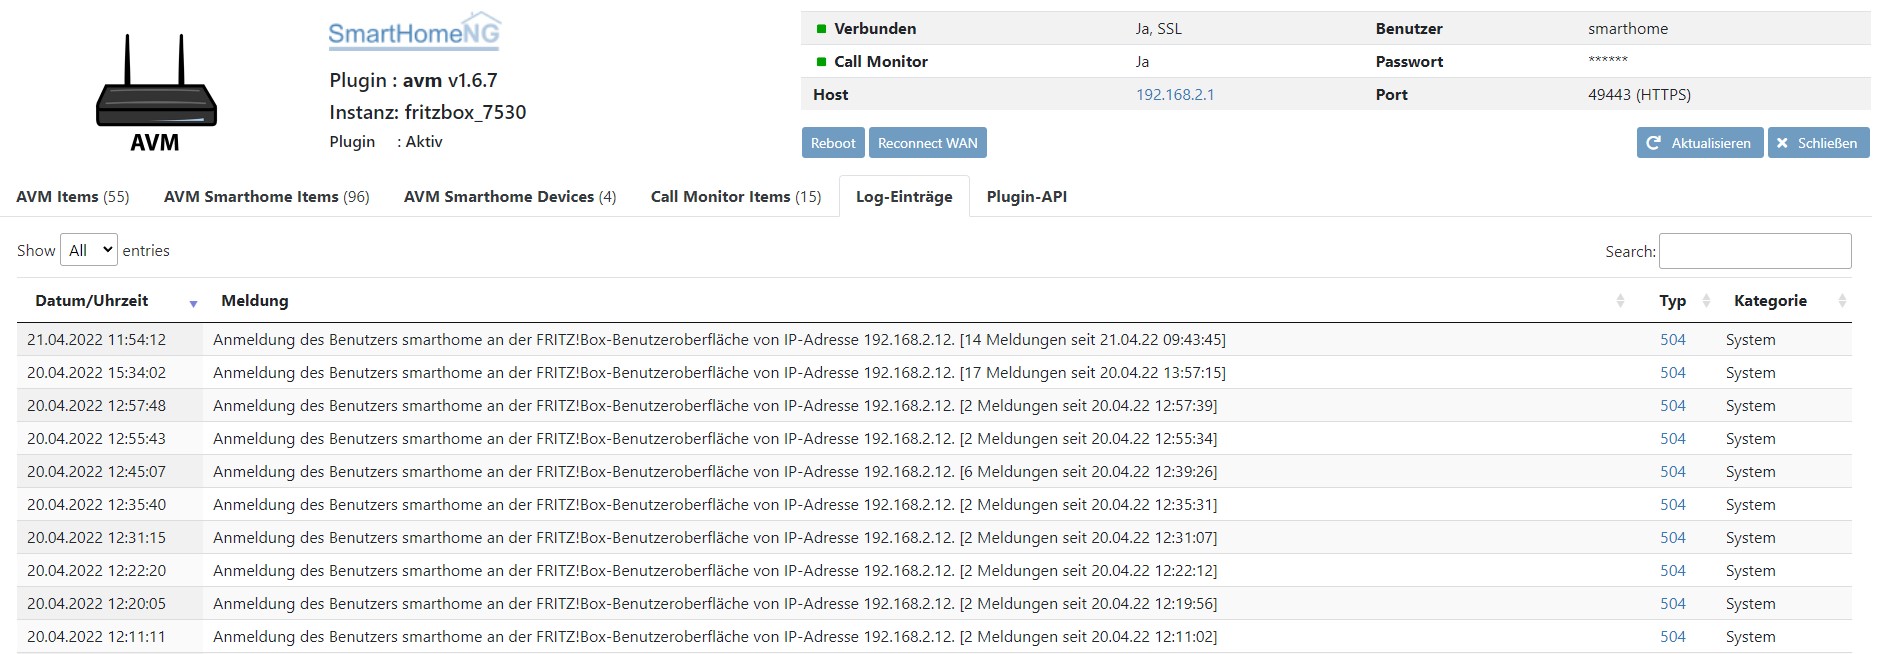 SmartHomeNG
AVM
Plugin : avm v1.6.7
Instanz: fritzbox_7530
Plugin : Aktiv
Verbunden Ja, SSL Benutzer smarthome
Call Monitor Ja Passwort ******
Host 192.168.2.1 Port 49443 (HTTPS)
Reboot Reconnect WAN Aktualisieren Schließen
AVM Items (55) AVM Smarthome Items (96) AVM Smarthome Devices (4) Call Monitor Items (15) Log-Einträge Plugin-API
Show All entries Search:
Datum/Uhrzeit Meldung Typ Kategorie
21.04.2022 11:54:12 Anmeldung des Benutzers smarthome an der FRITZ!Box-Benutzeroberfläche von IP-Adresse 192.168.2.12. [14 Meldungen seit 21.04.22 09:43:45] 504 System
20.04.2022 15:34:02 Anmeldung des Benutzers smarthome an der FRITZ!Box-Benutzeroberfläche von IP-Adresse 192.168.2.12. [17 Meldungen seit 20.04.22 13:57:15] 504 System
20.04.2022 12:57:48 Anmeldung des Benutzers smarthome an der FRITZ!Box-Benutzeroberfläche von IP-Adresse 192.168.2.12. [2 Meldungen seit 20.04.22 12:57:39] 504 System
20.04.2022 12:55:43 Anmeldung des Benutzers smarthome an der FRITZ!Box-Benutzeroberfläche von IP-Adresse 192.168.2.12. [2 Meldungen seit 20.04.22 12:55:34] 504 System
20.04.2022 12:45:07 Anmeldung des Benutzers smarthome an der FRITZ!Box-Benutzeroberfläche von IP-Adresse 192.168.2.12. [6 Meldungen seit 20.04.22 12:39:26] 504 System
20.04.2022 12:35:40 Anmeldung des Benutzers smarthome an der FRITZ!Box-Benutzeroberfläche von IP-Adresse 192.168.2.12. [2 Meldungen seit 20.04.22 12:35:31] 504 System
20.04.2022 12:31:15 Anmeldung des Benutzers smarthome an der FRITZ!Box-Benutzeroberfläche von IP-Adresse 192.168.2.12. [2 Meldungen seit 20.04.22 12:31:07] 504 System
20.04.2022 12:22:20 Anmeldung des Benutzers smarthome an der FRITZ!Box-Benutzeroberfläche von IP-Adresse 192.168.2.12. [2 Meldungen seit 20.04.22 12:22:12] 504 System
20.04.2022 12:20:05 Anmeldung des Benutzers smarthome an der FRITZ!Box-Benutzeroberfläche von IP-Adresse 192.168.2.12. [2 Meldungen seit 20.04.22 12:19:56] 504 System
20.04.2022 12:11:11 Anmeldung des Benutzers smarthome an der FRITZ!Box-Benutzeroberfläche von IP-Adresse 192.168.2.12. [2 Meldungen seit 20.04.22 12:11:02] 504 System